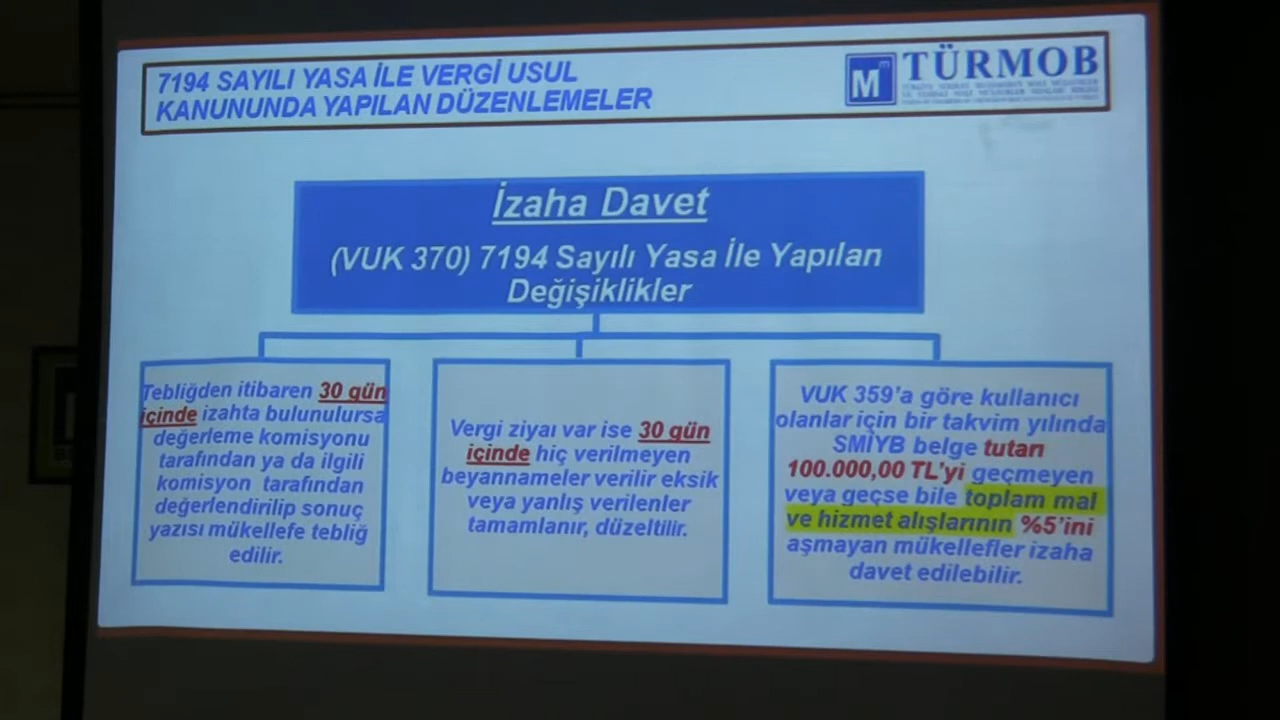 7194 SAYILI YASA İLE VERGİ USUL
KANUNUNDA YAPILAN DÜZENLEMELER
TÜRMOB
İzaha Davet
(VUK 370) 7194 Sayılı Yasa İle Yapılan
Değişiklikler
Tebliğden itibaren 30 gün
içinde izahta bulunulursa
değerleme komisyonu
tarafından ya da ilgili
komisyon tarafından
değerlendirilip sonuç
yazısı mükellefe tebliğ
edilir.
Vergi ziyaı var ise 30 gün
içinde hiç verilmeyen
beyannameler verilir eksik
veya yanlış verilenler
tamamlanır, düzeltilir.
VUK 359'a göre kullanıcı
olanlar için bir takvim yılında
SMİYB belge tutarı
100.000,00 TL'yi geçmeyen
veya geçse bile toplam mal
ve hizmet alışlarının %5'ini
aşmayan mükellefler izaha
davet edilebilir.